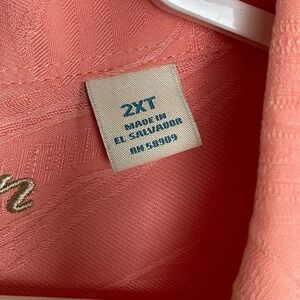 2XT
MADE IN
EL SALVADOR
RN 58909